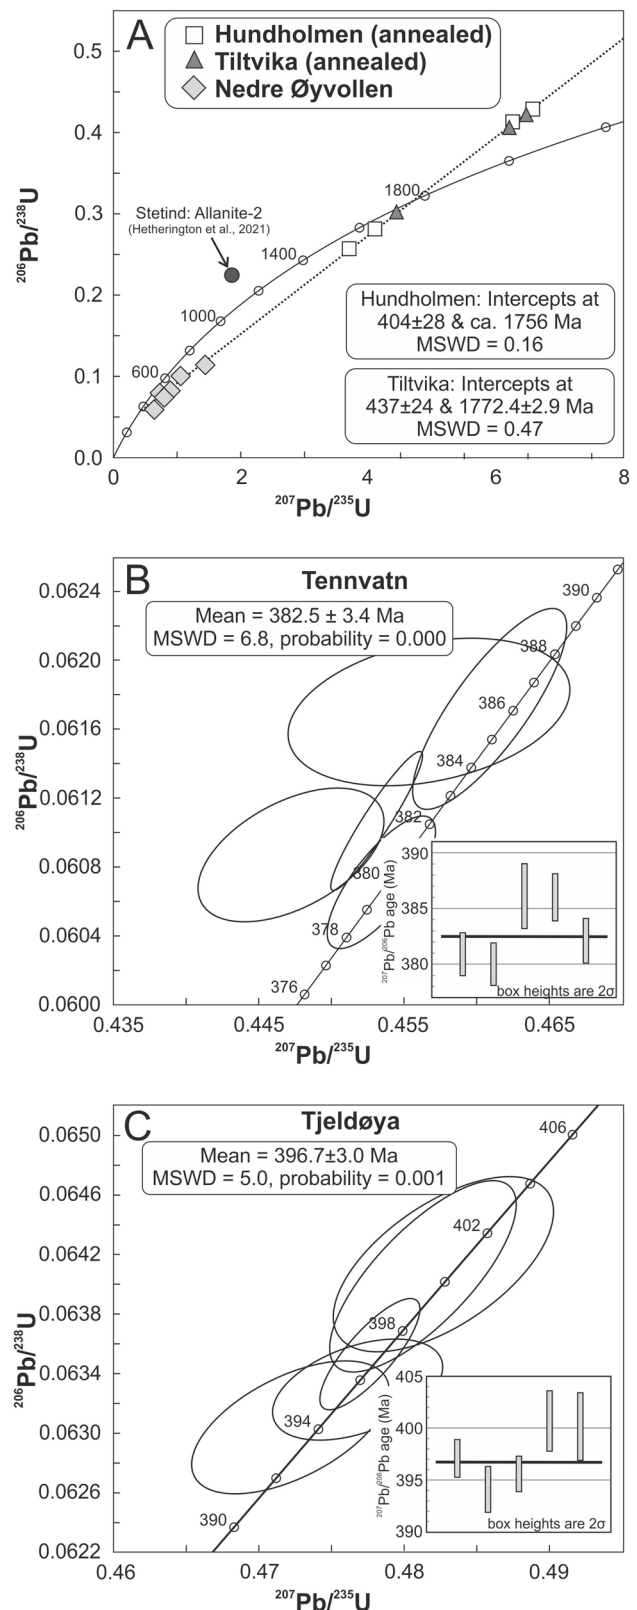 A
Hundholmen (annealed)
Tiltvika (annealed)
Nedre Øyvollen
0.5
0.4
0.3
0.2
0.1
0.0
²⁰⁶Pb/²³⁸U
1800
1400
1000
600
Stetind: Allanite-2
(Hetherington et al., 2021)
Hundholmen: Intercepts at
404±28 & ca. 1756 Ma
MSWD = 0.16
Tiltvika: Intercepts at
437±24 & 1772.4±2.9 Ma
MSWD = 0.47
0 2 4 6 8
²⁰⁷Pb/²³⁵U
B
Tennvatn
Mean = 382.5 ± 3.4 Ma
MSWD = 6.8, probability = 0.000
0.0624
0.0620
0.0616
0.0612
0.0608
0.0604
0.0600
²⁰⁶Pb/²³⁸U
390
388
386
384
382
380
378
376
390
385
380
²⁰⁷Pb/²⁰⁶Pb age (Ma)
box heights are 2σ
0.435 0.445 0.455 0.465
²⁰⁷Pb/²³⁵U
C
Tjeldøya
Mean = 396.7±3.0 Ma
MSWD = 5.0, probability = 0.001
0.0650
0.0646
0.0642
0.0638
0.0634
0.0630
0.0626
0.0622
²⁰⁶Pb/²³⁸U
406
402
398
394
390
405
400
395
390
²⁰⁷Pb/²⁰⁶Pb age (Ma)
box heights are 2σ
0.46 0.47 0.48 0.49
²⁰⁷Pb/²³⁵U